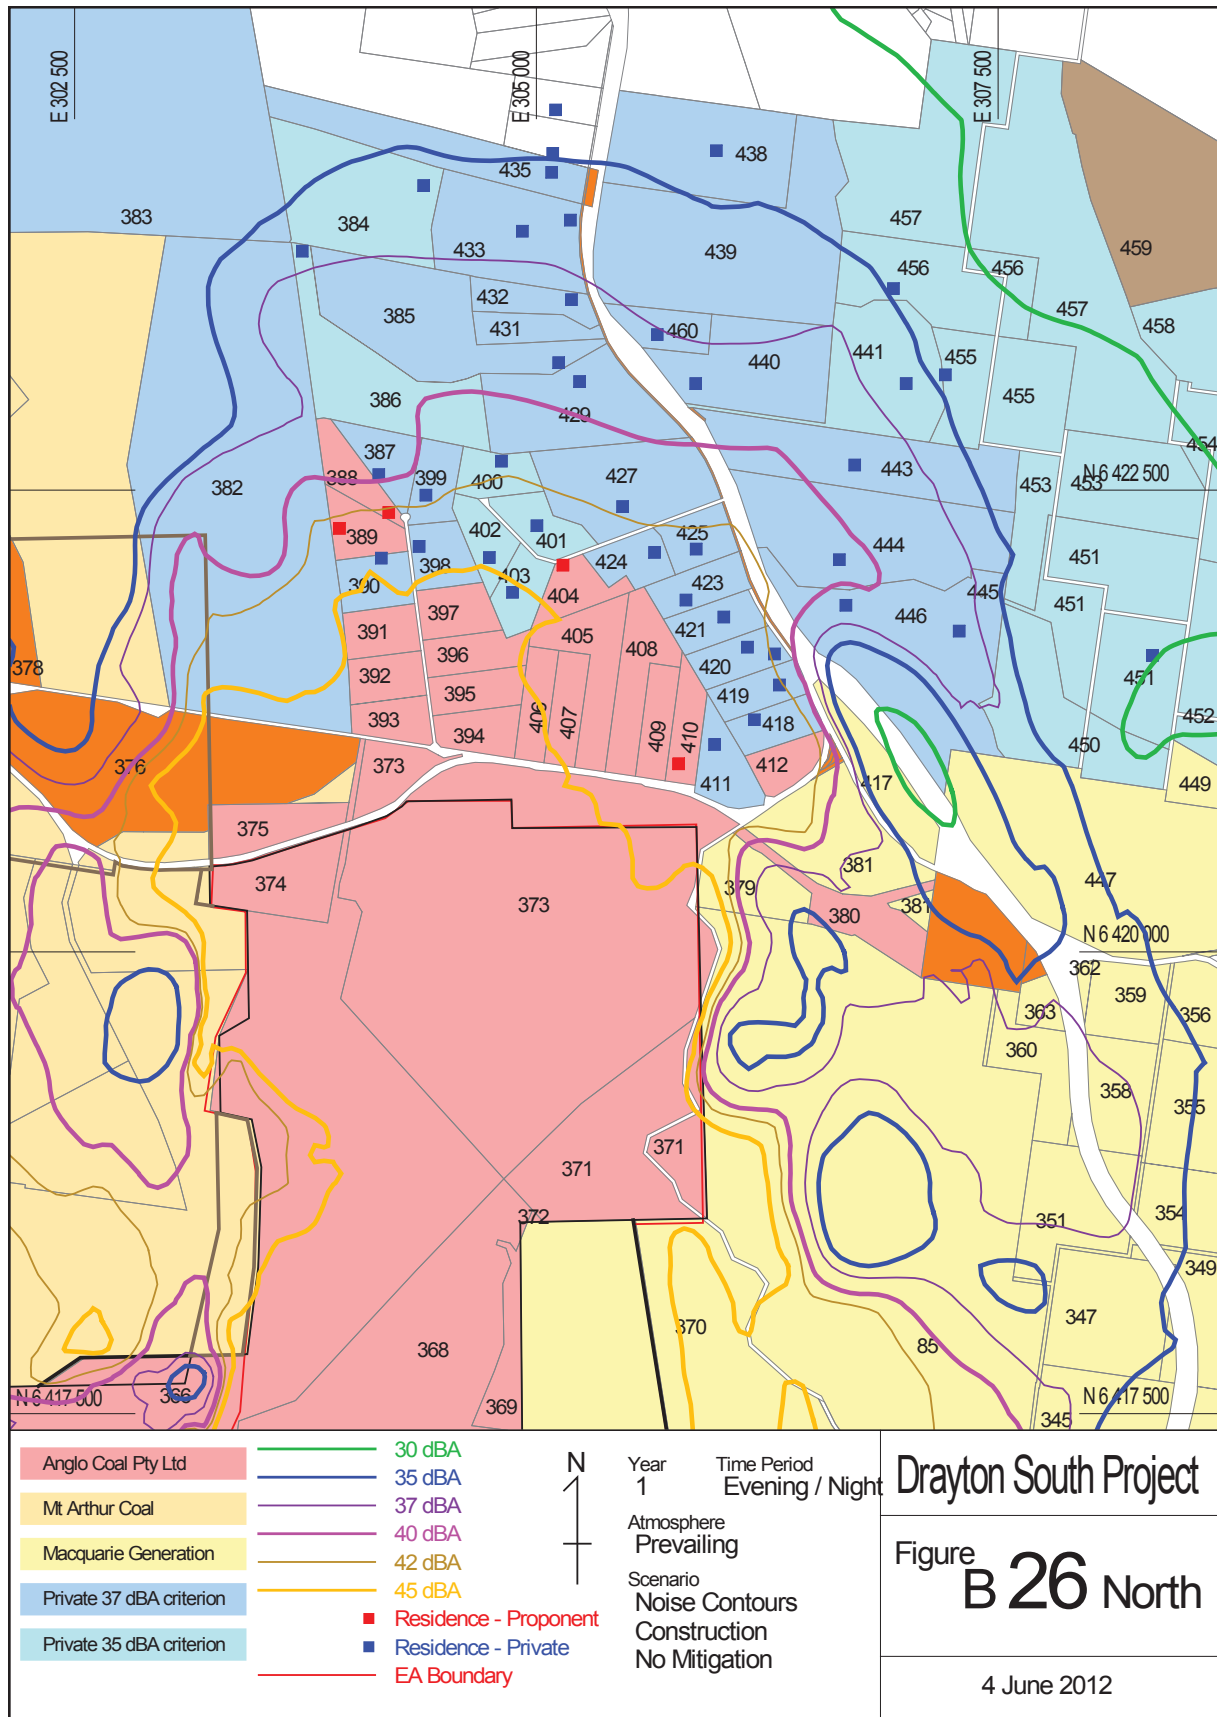 E 302 500
E 305 000
E 307 500
438
435
383
384
457
459
433
439
456
456
457
458
385
432
431
460
440
441
455
455
386
429
454
387
388
399
400
427
443
453
453
N 6 422 500
382
389
402
401
425
424
444
451
390
398
403
423
445
451
391
397
404
405
408
421
446
378
392
396
420
451
395
419
393
394
406
407
409
410
418
452
450
376
373
412
411
417
449
375
374
381
447
379
373
380
381
N 6 420 000
362
359
363
356
360
358
355
371
371
372
351
354
349
370
368
85
347
366
N 6 417 500
369
345
N 6 417 500
Anglo Coal Pty Ltd
Mt Arthur Coal
Macquarie Generation
Private 37 dBA criterion
Private 35 dBA criterion
30 dBA
35 dBA
37 dBA
40 dBA
42 dBA
45 dBA
Residence - Proponent
Residence - Private
EA Boundary
N
Year
1
Time Period
Evening / Night
Atmosphere
Prevailing
Scenario
Noise Contours
Construction
No Mitigation
Drayton South Project
Figure
B 26 North
4 June 2012